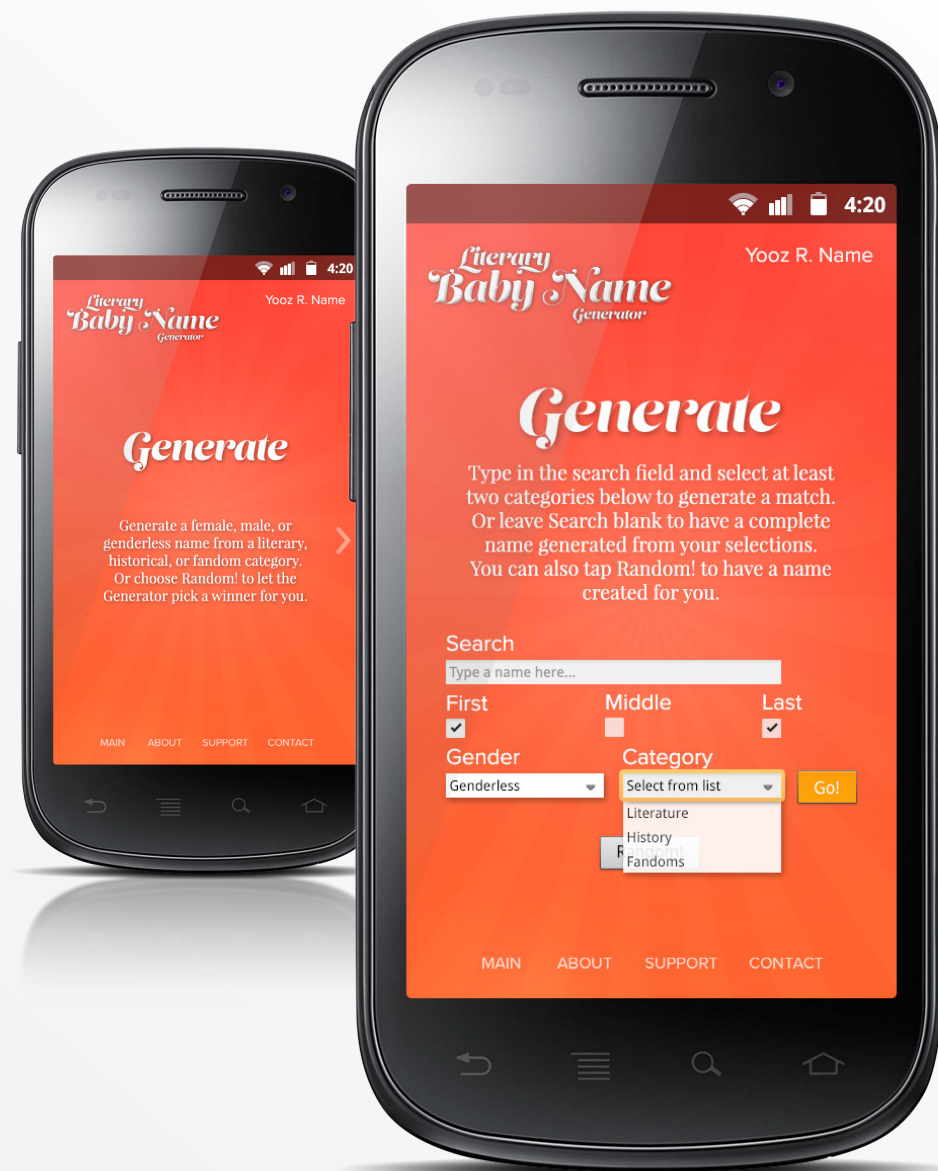 4:20
Yooz R. Name
Literary
Baby Name
Generator
Generate
Generate a female, male, or
genderless name from a literary,
historical, or fandom category.
Or choose Random! to let the
Generator pick a winner for you.
MAIN ABOUT SUPPORT CONTACT
4:20
Yooz R. Name
Literary
Baby Name
Generator
Generate
Type in the search field and select at least
two categories below to generate a match.
Or leave Search blank to have a complete
name generated from your selections.
You can also tap Random! to have a name
created for you.
Search
Type a name here...
First Middle Last
Gender Category
Genderless Select from list Go!
Literature
History
Random!
Fandoms
MAIN ABOUT SUPPORT CONTACT